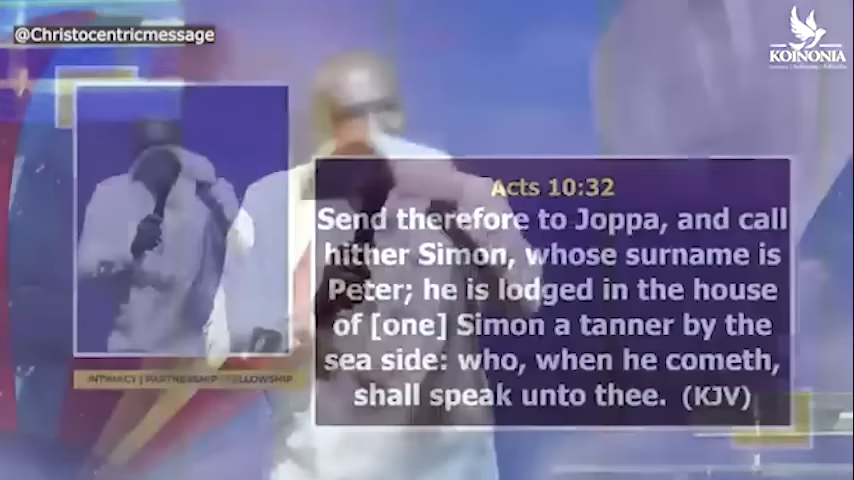 @Christocentricmessage
KOINONIA
Acts 10:32
Send therefore to Joppa, and call
hither Simon, whose surname is
Peter; he is lodged in the house
of [one] Simon a tanner by the
sea side: who, when he cometh,
shall speak unto thee. (KJV)
INTIMACY | PARTNERSHIP | FELLOWSHIP